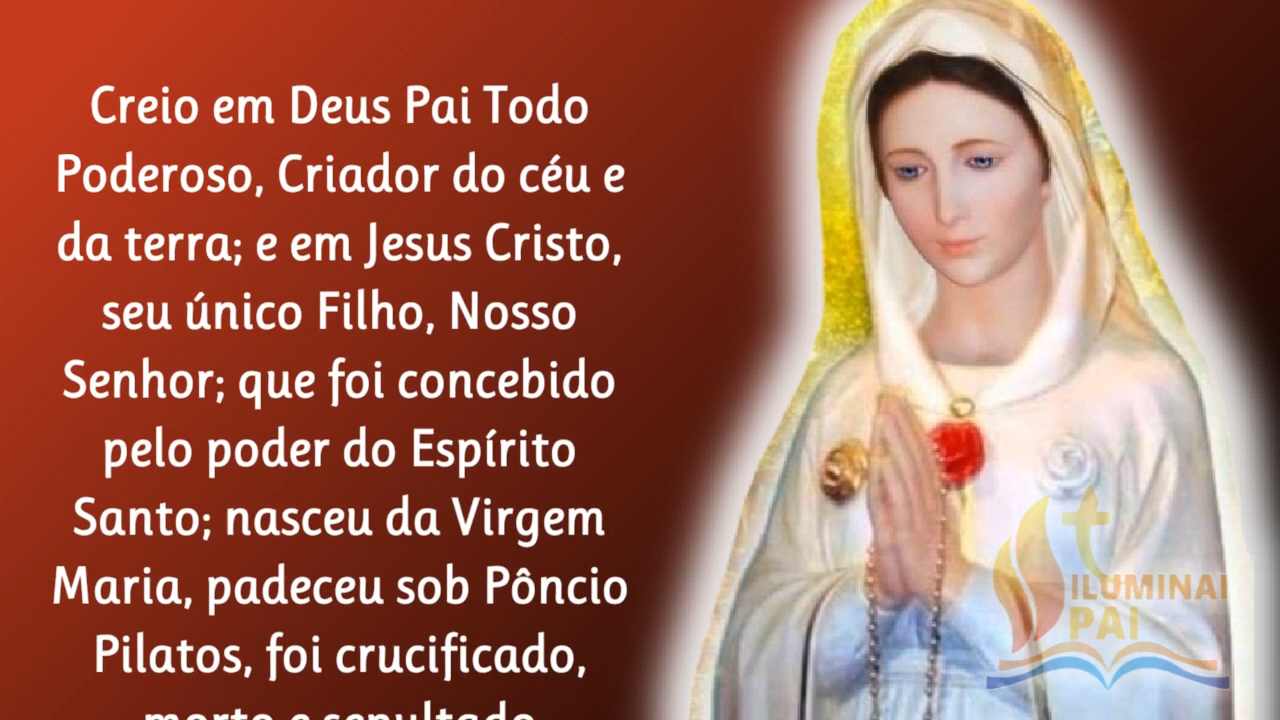 Creio em Deus Pai Todo
Poderoso, Criador do céu e
da terra; e em Jesus Cristo,
seu único Filho, Nosso
Senhor; que foi concebido
pelo poder do Espírito
Santo; nasceu da Virgem
Maria, padeceu sob Pôncio
Pilatos, foi crucificado,
morto e sepultado
ILUMINAI
PAI